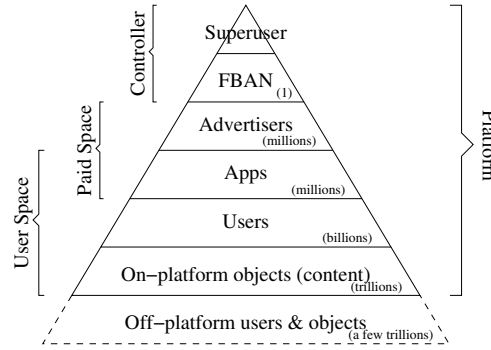 Superuser
FBAN
(1)
Advertisers
(millions)
Apps
(millions)
Users
(billions)
On−platform objects (content)
(trillions)
Off−platform users & objects
(a few trillions)
Controller
Paid Space
User Space
Platform